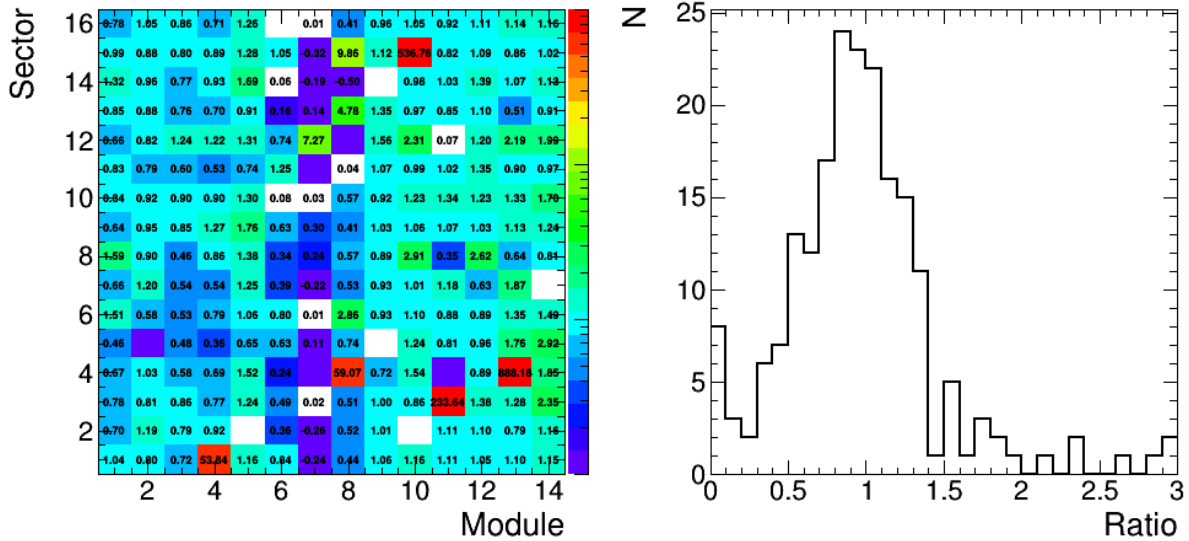 Sector
16 0.78 1.05 0.86 0.71 1.26 0.01 0.41 0.96 1.05 0.92 1.11 1.14 1.16
0.99 0.88 0.80 0.89 1.28 1.05 -0.32 9.86 1.12 536.76 0.82 1.09 0.86 1.02
14 1.32 0.96 0.77 0.93 1.69 0.06 -0.19 -0.50 0.98 1.03 1.39 1.07 1.13
0.85 0.88 0.76 0.70 0.91 0.16 0.14 4.78 1.35 0.97 0.85 1.10 0.51 0.91
12 0.66 0.82 1.24 1.22 1.31 0.74 7.27 1.56 2.31 0.07 1.20 2.19 1.99
0.83 0.79 0.60 0.53 0.74 1.25 0.04 1.07 0.99 1.02 1.35 0.90 0.97
10 0.84 0.92 0.90 0.90 1.30 0.08 0.03 0.57 0.92 1.23 1.34 1.23 1.33 1.70
0.64 0.95 0.85 1.27 1.76 0.63 0.30 0.41 1.03 1.06 1.07 1.03 1.13 1.24
8 1.59 0.90 0.46 0.86 1.38 0.34 0.24 0.57 0.89 2.91 0.35 2.62 0.64 0.81
0.66 1.20 0.54 0.54 1.25 0.39 -0.22 0.53 0.93 1.01 1.18 0.63 1.87
6 1.51 0.58 0.53 0.79 1.06 0.80 0.01 2.86 0.93 1.10 0.88 0.89 1.35 1.49
0.46 0.48 0.36 0.65 0.63 0.11 0.74 1.24 0.81 0.96 1.76 2.92
4 0.67 1.03 0.58 0.69 1.52 0.24 59.07 0.72 1.54 0.89 888.18 1.85
0.78 0.81 0.86 0.77 1.24 0.49 0.02 0.51 1.00 0.86 233.64 1.38 1.28 2.35
2 0.70 1.19 0.79 0.92 0.36 -0.26 0.52 1.01 1.11 1.10 0.79 1.16
1.04 0.80 0.72 53.84 1.16 0.84 -0.24 0.44 1.06 1.16 1.11 1.05 1.10 1.15
2 4 6 8 10 12 14
Module
N
25
20
15
10
5
0
0 0.5 1 1.5 2 2.5 3
Ratio